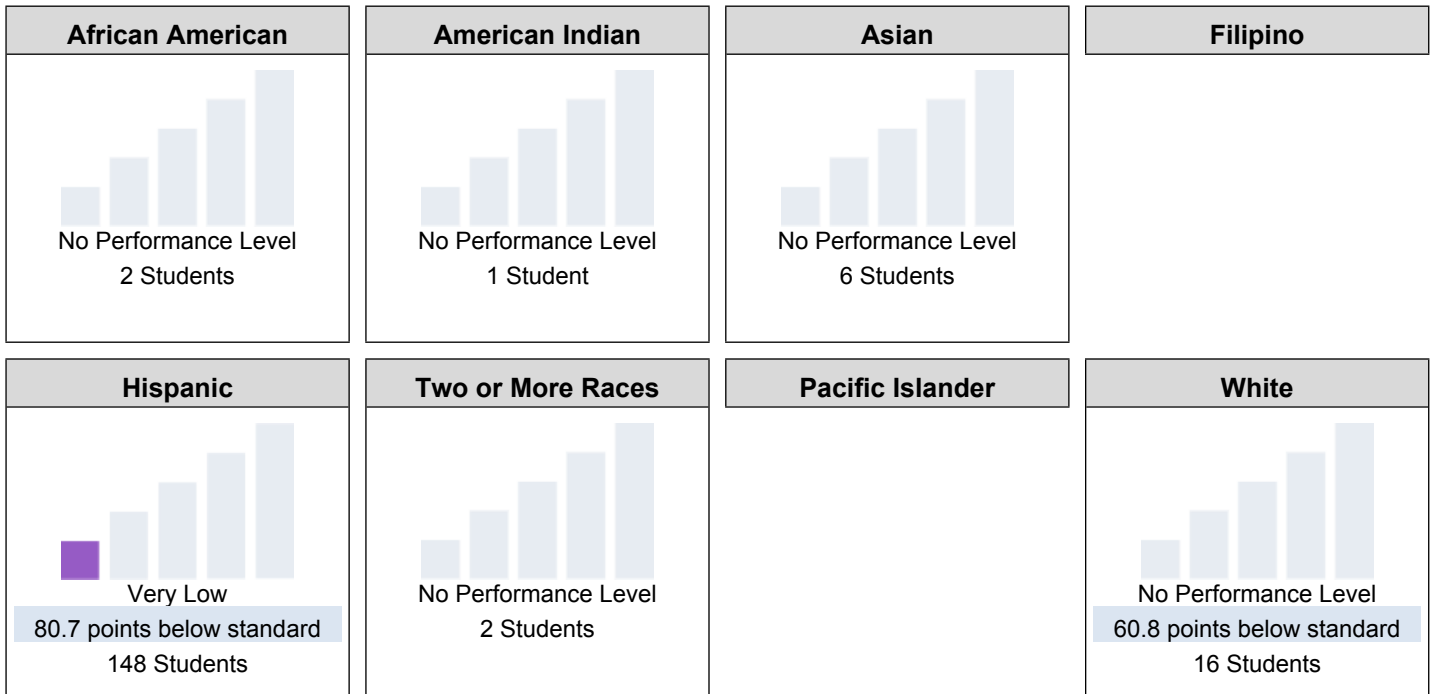 African American
No Performance Level
2 Students
American Indian
No Performance Level
1 Student
Asian
No Performance Level
6 Students
Filipino
Hispanic
Very Low
80.7 points below standard
148 Students
Two or More Races
No Performance Level
2 Students
Pacific Islander
White
No Performance Level
60.8 points below standard
16 Students